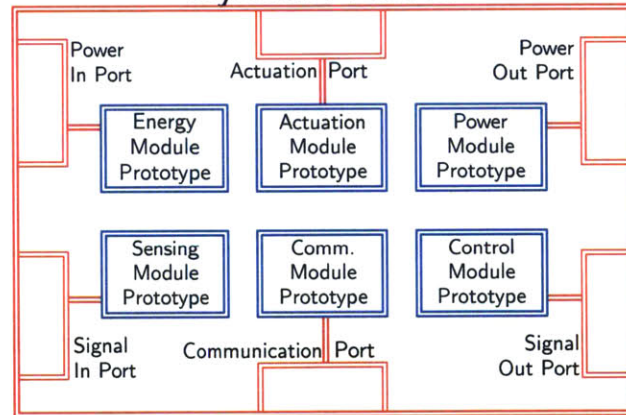 Power
In Port
Actuation Port
Power
Out Port
Energy
Module
Prototype
Actuation
Module
Prototype
Power
Module
Prototype
Sensing
Module
Prototype
Comm.
Module
Prototype
Control
Module
Prototype
Signal
In Port
Communication Port
Signal
Out Port